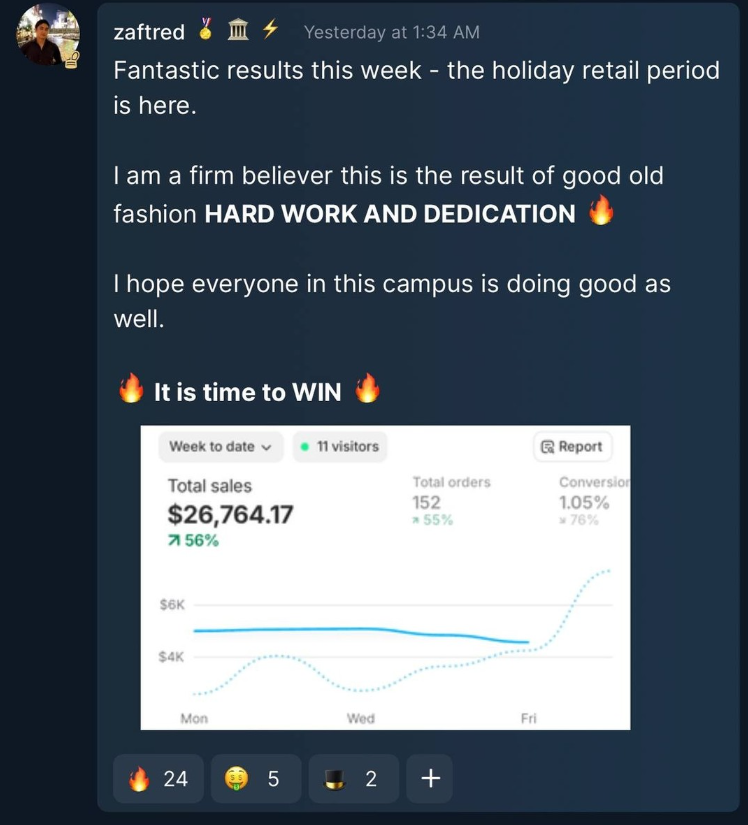 zaftred 🏅 🏛️ ⚡ Yesterday at 1:34 AM
Fantastic results this week - the holiday retail period
is here.
I am a firm believer this is the result of good old
fashion HARD WORK AND DEDICATION 🔥
I hope everyone in this campus is doing good as
well.
🔥 It is time to WIN 🔥
Week to date 11 visitors Report
Total sales Total orders Conversion
$26,764.17 152 1.05%
↗ 56% ↗ 55% ↘ 76%
$6K
$4K
Mon Wed Fri
🔥 24 🤑 5 🎩 2 +